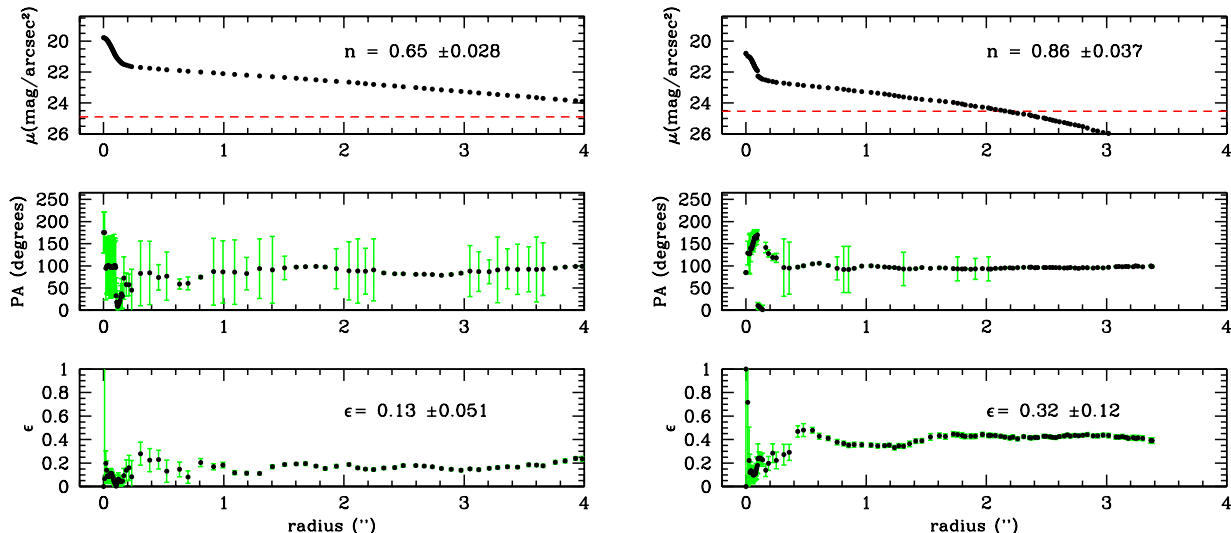 20
22
24
26
μ(mag/arcsec²)
n = 0.65 ±0.028
0 1 2 3 4
250
200
150
100
50
0
PA (degrees)
0 1 2 3 4
1
0.8
0.6
0.4
0.2
0
ϵ
ϵ= 0.13 ±0.051
0 1 2 3 4
radius (")
20
22
24
26
μ(mag/arcsec²)
n = 0.86 ±0.037
0 1 2 3 4
250
200
150
100
50
0
PA (degrees)
0 1 2 3 4
1
0.8
0.6
0.4
0.2
0
ϵ
ϵ= 0.32 ±0.12
0 1 2 3 4
radius (")